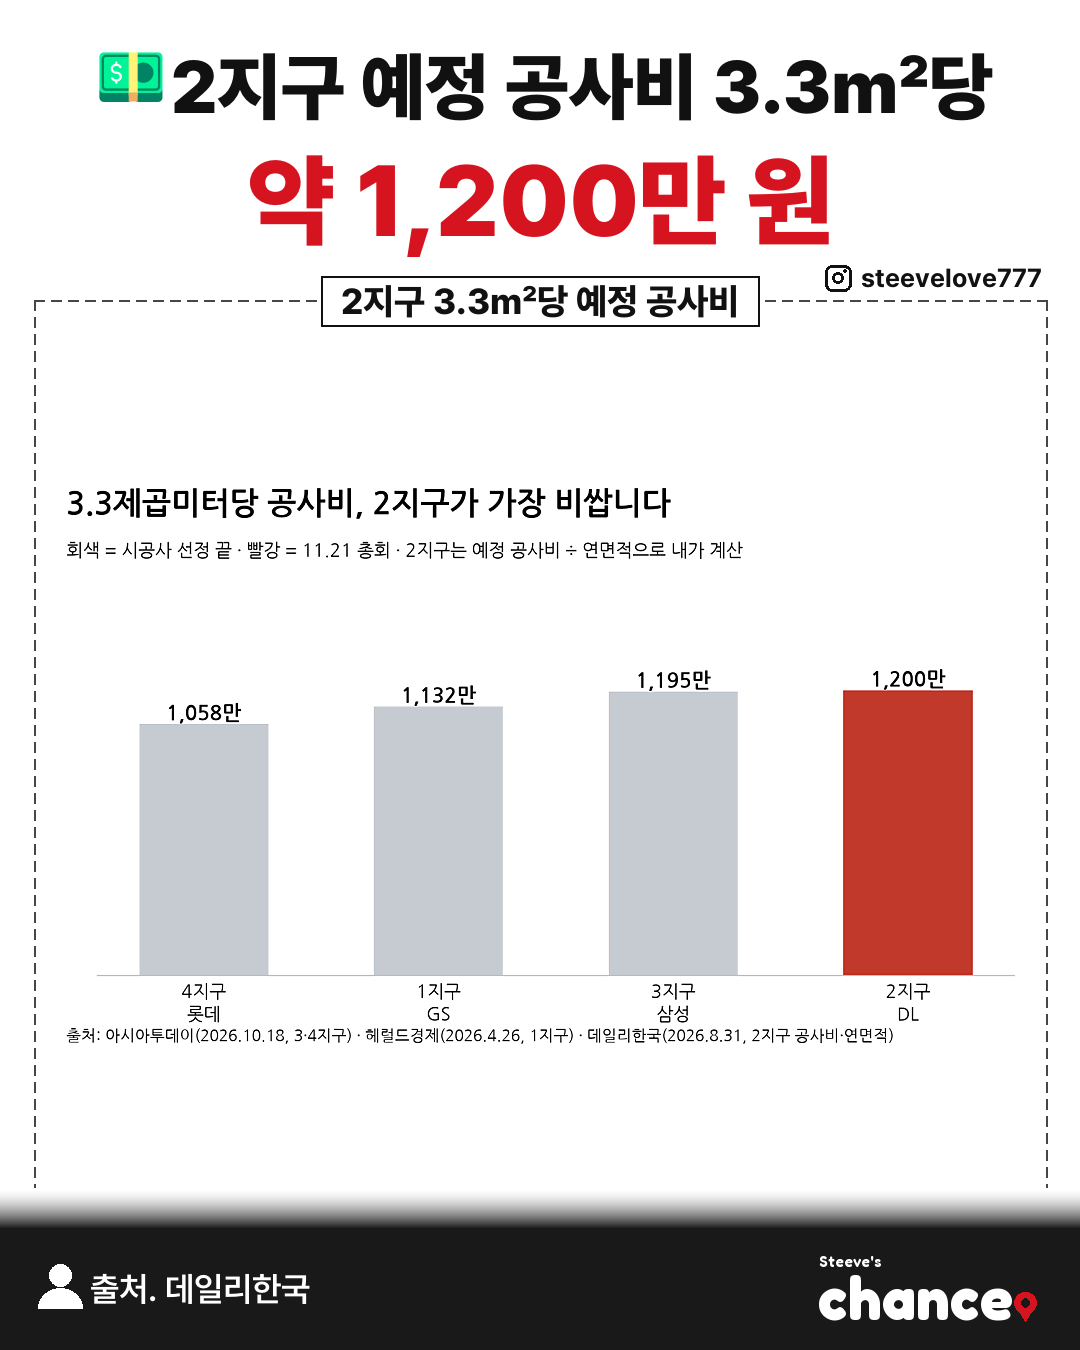 💵2지구 예정 공사비 3.3m²당
약 1,200만 원
steevelove777
2지구 3.3m²당 예정 공사비
3.3제곱미터당 공사비, 2지구가 가장 비쌉니다
회색 = 시공사 선정 끝 · 빨강 = 11.21 총회 · 2지구는 예정 공사비 ÷ 연면적으로 내가 계산
1,058만
1,132만
1,195만
1,200만
4지구
롯데
1지구
GS
3지구
삼성
2지구
DL
출처: 아시아투데이(2026.10.18, 3·4지구) · 헤럴드경제(2026.4.26, 1지구) · 데일리한국(2026.8.31, 2지구 공사비·연면적)
출처. 데일리한국
Steeve's
chance